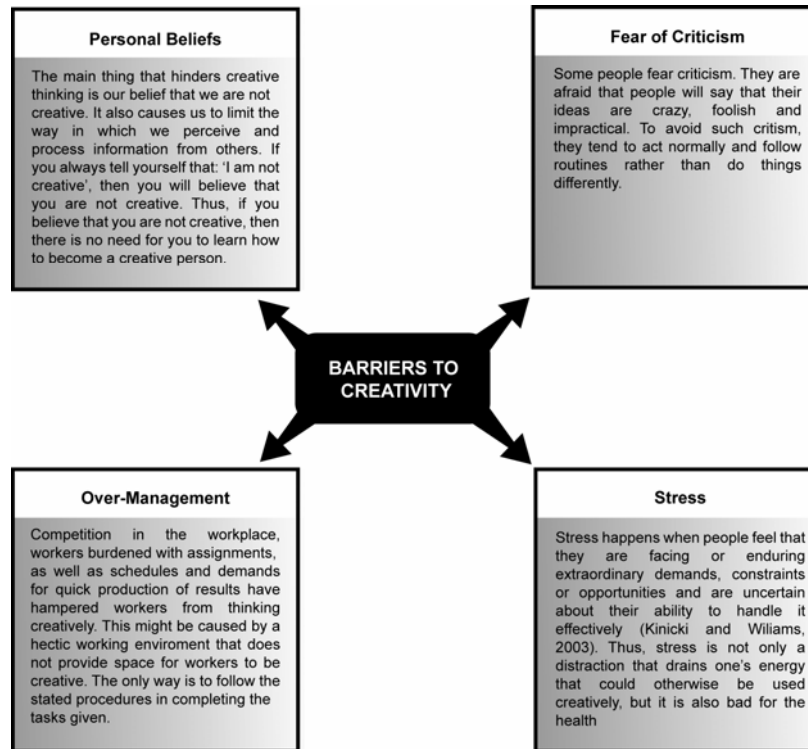 Personal Beliefs
The main thing that hinders creative
thinking is our belief that we are not
creative. It also causes us to limit the
way in which we perceive and
process information from others. If
you always tell yourself that: ‘I am not
creative’, then you will believe that
you are not creative. Thus, if you
believe that you are not creative, then
there is no need for you to learn how
to become a creative person.
Fear of Criticism
Some people fear criticism. They are
afraid that people will say that their
ideas are crazy, foolish and
impractical. To avoid such critism,
they tend to act normally and follow
routines rather than do things
differently.
BARRIERS TO
CREATIVITY
Over-Management
Competition in the workplace,
workers burdened with assignments,
as well as schedules and demands
for quick production of results have
hampered workers from thinking
creatively. This might be caused by a
hectic working enviroment that does
not provide space for workers to be
creative. The only way is to follow the
stated procedures in completing the
tasks given.
Stress
Stress happens when people feel that
they are facing or enduring
extraordinary demands, constraints
or opportunities and are uncertain
about their ability to handle it
effectively (Kinicki and Wiliams,
2003). Thus, stress is not only a
distraction that drains one’s energy
that could otherwise be used
creatively, but it is also bad for the
health